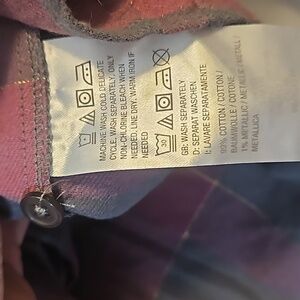 MACHINE WASH COLD DELICATE
CYCLE, WASH SEPARATELY. ONLY
NON-CHLORINE BLEACH WHEN
NEEDED. LINE DRY. WARM IRON IF
NEEDED
30
GB: WASH SEPARATELY
D: SEPARAT WASCHEN
I: LAVARE SEPARATAMENTE
99% COTTON / COTTON /
BAUMWOLLE / COTONE
1% METALLIC / METALLIC / METALL /
METALLICA